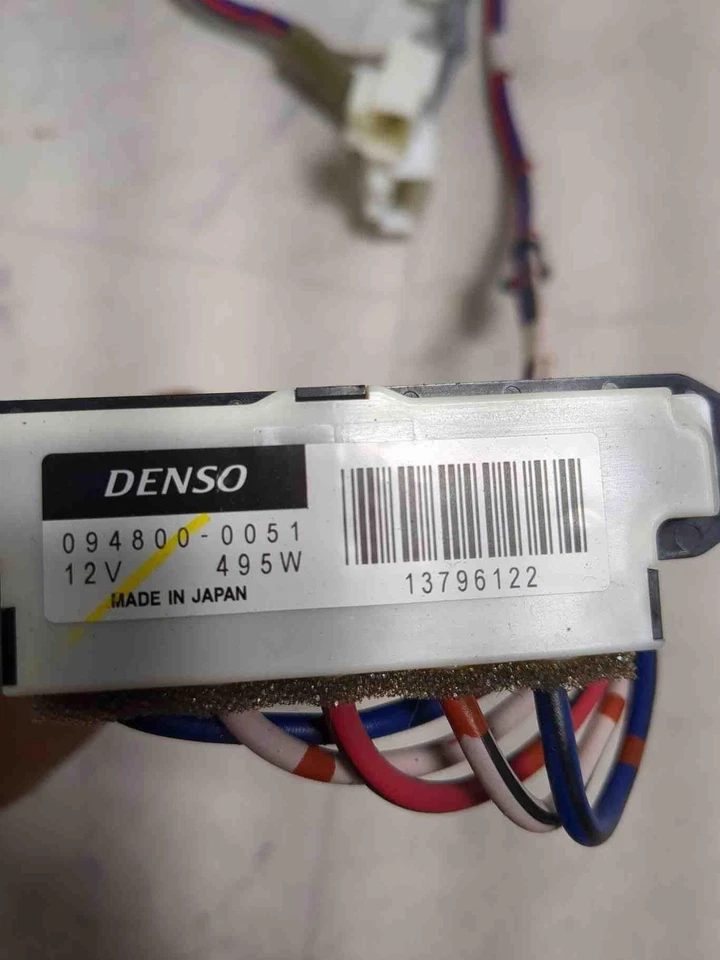 DENSO
094800-0051
12V 495W
MADE IN JAPAN
13796122